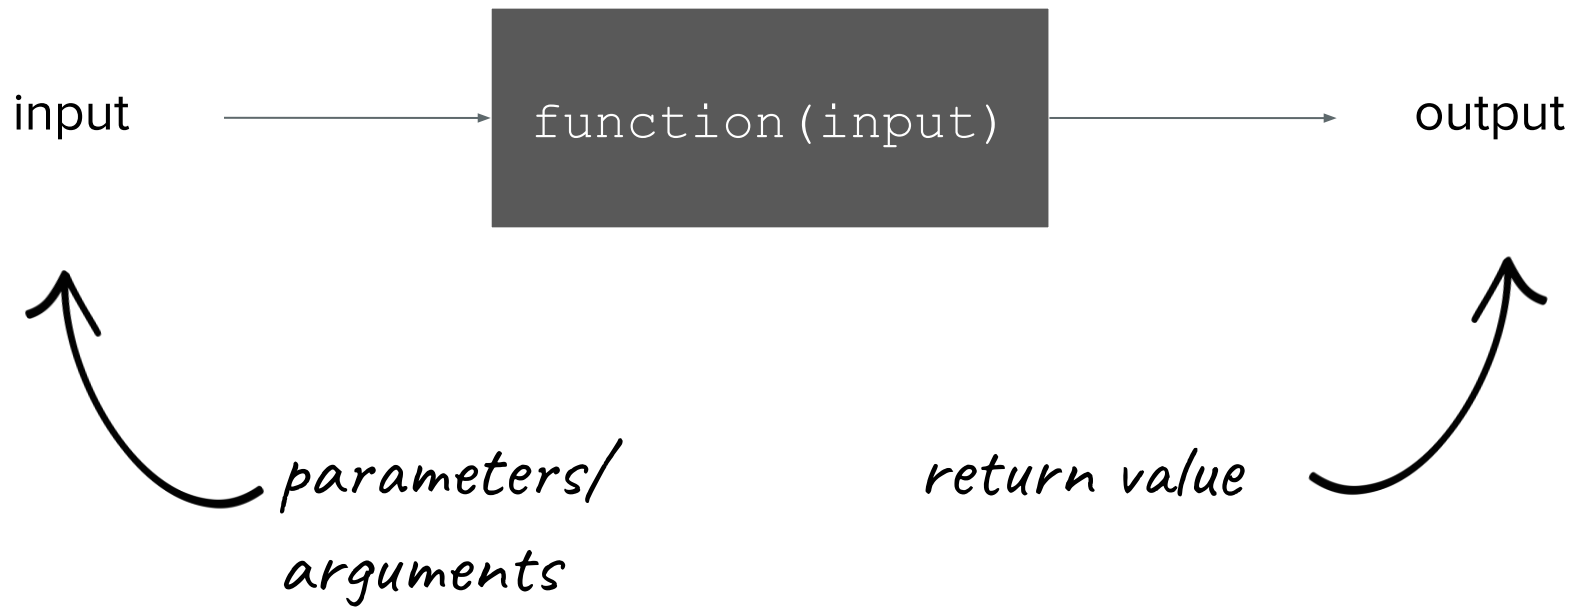 input
function(input)
output
parameters/
arguments
return value